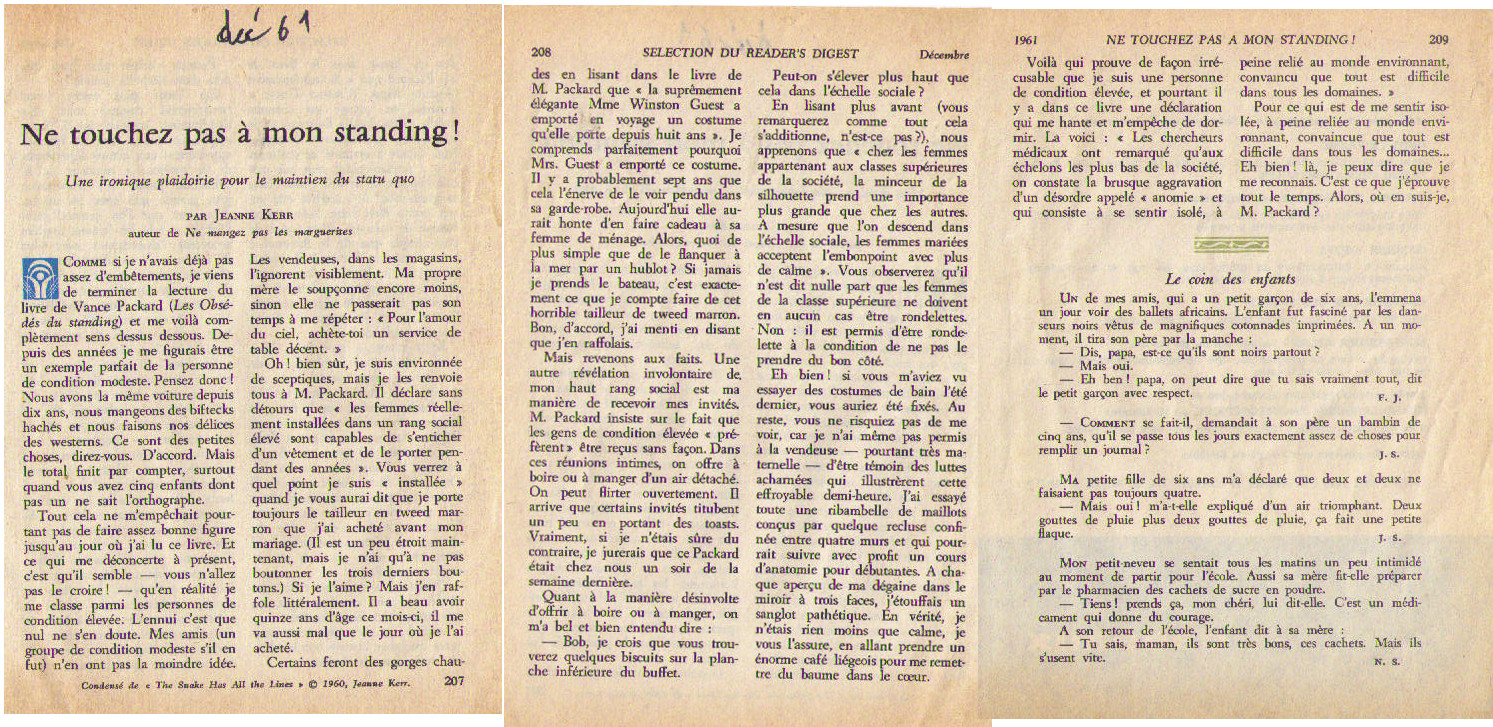 déc 61
Ne touchez pas à mon standing !
Une ironique plaidoirie pour le maintien du statu quo
PAR JEANNE KERR
auteur de Ne mangez pas les marguerites
COMME si je n'avais déjà pas
assez d'embêtements, je viens
de terminer la lecture du
livre de Vance Packard (Les Obsé-
dés du standing) et me voilà com-
plètement sens dessus dessous. De-
puis des années je me figurais être
un exemple parfait de la personne
de condition modeste. Pensez donc !
Nous avons la même voiture depuis
dix ans, nous mangeons des biftecks
hachés et nous faisons nos délices
des westerns. Ce sont des petites
choses, direz-vous. D'accord. Mais
le total finit par compter, surtout
quand vous avez cinq enfants dont
pas un ne sait l'orthographe.
Tout cela ne m'empêchait pour-
tant pas de faire assez bonne figure
jusqu'au jour où j'ai lu ce livre. Et
ce qui me déconcerte à présent,
c'est qu'il semble — vous n'allez
pas le croire ! — qu'en réalité je
me classe parmi les personnes de
condition élevée. L'ennui c'est que
nul ne s'en doute. Mes amis (un
groupe de condition modeste s'il en
fut) n'en ont pas la moindre idée.
Les vendeuses, dans les magasins,
l'ignorent visiblement. Ma propre
mère le soupçonne encore moins,
sinon elle ne passerait pas son
temps à me répéter : « Pour l'amour
du ciel, achète-toi un service de
table décent. »
Oh ! bien sûr, je suis environnée
de sceptiques, mais je les renvoie
tous à M. Packard. Il déclare sans
détours que « les femmes réelle-
ment installées dans un rang social
élevé sont capables de s'enticher
d'un vêtement et de le porter pen-
dant des années ». Vous verrez à
quel point je suis « installée »
quand je vous aurai dit que je porte
toujours le tailleur en tweed mar-
ron que j'ai acheté avant mon
mariage. (Il est un peu étroit main-
tenant, mais je n'ai qu'à ne pas
boutonner les trois derniers bou-
tons.) Si je l'aime ? Mais j'en raf-
fole littéralement. Il a beau avoir
quinze ans d'âge ce mois-ci, il me
va aussi mal que le jour où je l'ai
acheté.
Certains feront des gorges chau-
Condensé de « The Snake Has All the Lines » © 1960, Jeanne Kerr. 207
208 SELECTION DU READER'S DIGEST Décembre
des en lisant dans le livre de
M. Packard que « la suprêmement
élégante Mme Winston Guest a
emporté en voyage un costume
qu'elle porte depuis huit ans ». Je
comprends parfaitement pourquoi
Mrs. Guest a emporté ce costume.
Il y a probablement sept ans que
cela l'énerve de le voir pendu dans
sa garde-robe. Aujourd'hui elle au-
rait honte d'en faire cadeau à sa
femme de ménage. Alors, quoi de
plus simple que de le flanquer à
la mer par un hublot ? Si jamais
je prends le bateau, c'est exacte-
ment ce que je compte faire de cet
horrible tailleur de tweed marron.
Bon, d'accord, j'ai menti en disant
que j'en raffolais.
Mais revenons aux faits. Une
autre révélation involontaire de
mon haut rang social est ma
manière de recevoir mes invités.
M. Packard insiste sur le fait que
les gens de condition élevée « pré-
fèrent » être reçus sans façon. Dans
ces réunions intimes, on offre à
boire ou à manger d'un air détaché.
On peut flirter ouvertement. Il
arrive que certains invités titubent
un peu en portant des toasts.
Vraiment, si je n'étais sûre du
contraire, je jurerais que ce Packard
était chez nous un soir de la
semaine dernière.
Quant à la manière désinvolte
d'offrir à boire ou à manger, on
m'a bel et bien entendu dire :
— Bob, je crois que vous trou-
verez quelques biscuits sur la plan-
che inférieure du buffet.
Peut-on s'élever plus haut que
cela dans l'échelle sociale ?
En lisant plus avant (vous
remarquerez comme tout cela
s'additionne, n'est-ce pas ?), nous
apprenons que « chez les femmes
appartenant aux classes supérieures
de la société, la minceur de la
silhouette prend une importance
plus grande que chez les autres.
A mesure que l'on descend dans
l'échelle sociale, les femmes mariées
acceptent l'embonpoint avec plus
de calme ». Vous observerez qu'il
n'est dit nulle part que les femmes
de la classe supérieure ne doivent
en aucun cas être rondelettes.
Non : il est permis d'être ronde-
lette à la condition de ne pas le
prendre du bon côté.
Eh bien ! si vous m'aviez vu
essayer des costumes de bain l'été
dernier, vous auriez été fixés. Au
reste, vous ne risquiez pas de me
voir, car je n'ai même pas permis
à la vendeuse — pourtant très ma-
ternelle — d'être témoin des luttes
acharnées qui illustrèrent cette
effroyable demi-heure. J'ai essayé
toute une ribambelle de maillots
conçus par quelque recluse confi-
née entre quatre murs et qui pour-
rait suivre avec profit un cours
d'anatomie pour débutantes. A cha-
que aperçu de ma dégaine dans le
miroir à trois faces, j'étouffais un
sanglot pathétique. En vérité, je
n'étais rien moins que calme, je
vous l'assure, en allant prendre un
énorme café liégeois pour me remet-
tre du baume dans le cœur.
1961 NE TOUCHEZ PAS A MON STANDING ! 209
Voilà qui prouve de façon irré-
cusable que je suis une personne
de condition élevée, et pourtant il
y a dans ce livre une déclaration
qui me hante et m'empêche de dor-
mir. La voici : « Les chercheurs
médicaux ont remarqué qu'aux
échelons les plus bas de la société,
on constate la brusque aggravation
d'un désordre appelé « anomie » et
qui consiste à se sentir isolé, à
peine relié au monde environnant,
convaincu que tout est difficile
dans tous les domaines. »
Pour ce qui est de me sentir iso-
lée, à peine reliée au monde envi-
ronnant, convaincue que tout est
difficile dans tous les domaines...
Eh bien ! là, je peux dire que je
me reconnais. C'est ce que j'éprouve
tout le temps. Alors, où en suis-je,
M. Packard ?
Le coin des enfants
UN de mes amis, qui a un petit garçon de six ans, l'emmena
un jour voir des ballets africains. L'enfant fut fasciné par les dan-
seurs noirs vêtus de magnifiques cotonnades imprimées. A un mo-
ment, il tira son père par la manche :
— Dis, papa, est-ce qu'ils sont noirs partout ?
— Mais oui.
— Eh ben ! papa, on peut dire que tu sais vraiment tout, dit
le petit garçon avec respect. F. J.
— COMMENT se fait-il, demandait à son père un bambin de
cinq ans, qu'il se passe tous les jours exactement assez de choses pour
remplir un journal ? J. S.
MA petite fille de six ans m'a déclaré que deux et deux ne
faisaient pas toujours quatre.
— Mais oui ! m'a-t-elle expliqué d'un air triomphant. Deux
gouttes de pluie plus deux gouttes de pluie, ça fait une petite
flaque. J. S.
MON petit-neveu se sentait tous les matins un peu intimidé
au moment de partir pour l'école. Aussi sa mère fit-elle préparer
par le pharmacien des cachets de sucre en poudre.
— Tiens ! prends ça, mon chéri, lui dit-elle. C'est un médi-
cament qui donne du courage.
A son retour de l'école, l'enfant dit à sa mère :
— Tu sais, maman, ils sont très bons, ces cachets. Mais ils
s'usent vite. N. S.